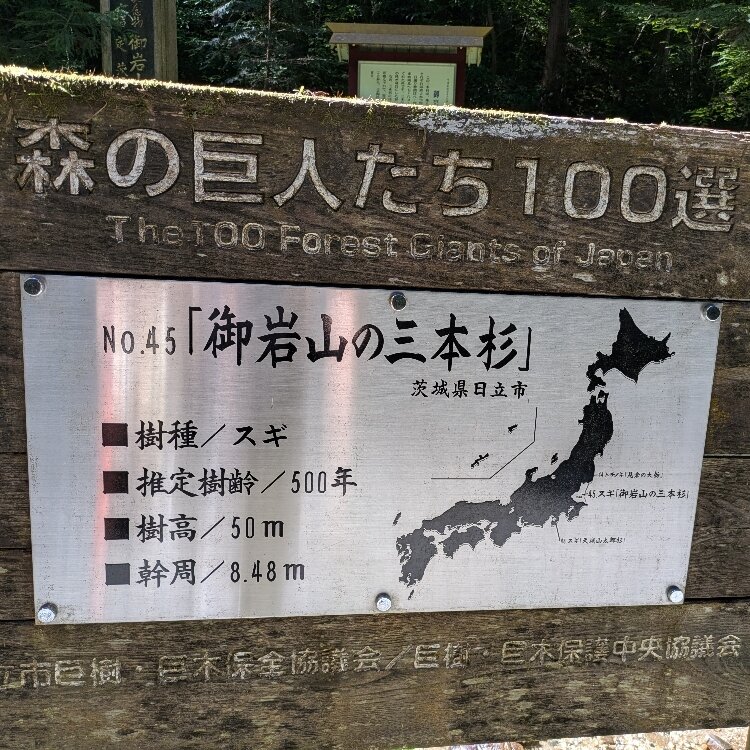 森の巨人たち100選
The 100 Forest Giants of Japan
No.45「御岩山の三本杉」
茨城県日立市
■樹種/スギ
■推定樹齢/500年
■樹高/50m
■幹周/8.48m
45スギ「御岩山の三本杉」
立市巨樹・巨木保全協議会/巨樹・巨木保護中央協議会